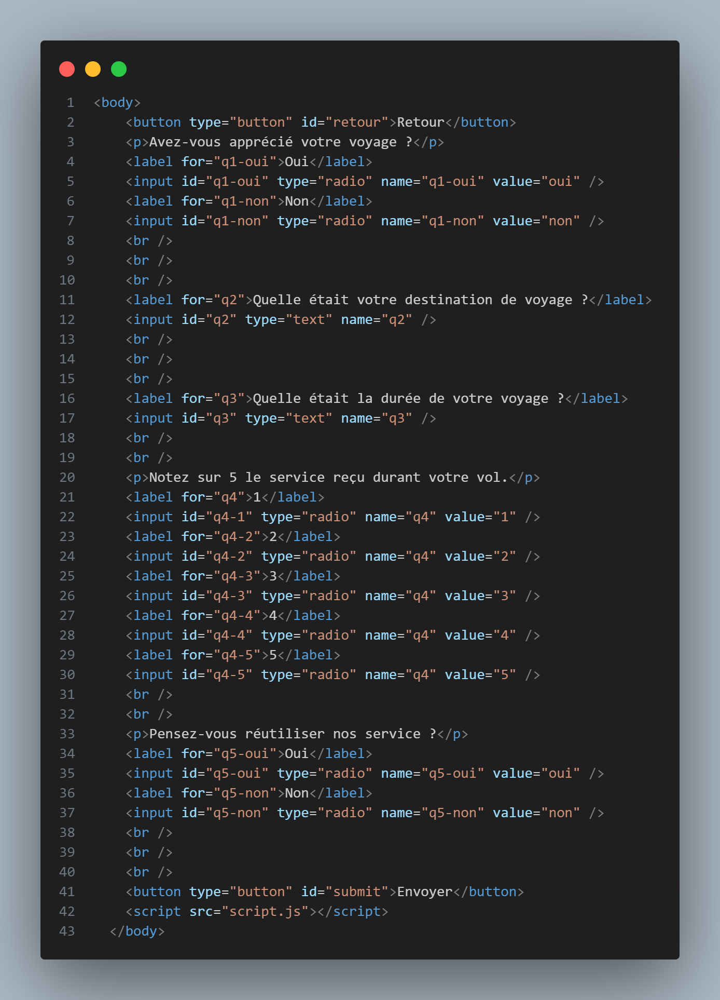 1 <body>
2 <button type="button" id="retour">Retour</button>
3 <p>Avez-vous apprécié votre voyage ?</p>
4 <label for="q1-oui">Oui</label>
5 <input id="q1-oui" type="radio" name="q1-oui" value="oui" />
6 <label for="q1-non">Non</label>
7 <input id="q1-non" type="radio" name="q1-non" value="non" />
8 <br />
9 <br />
10 <br />
11 <label for="q2">Quelle était votre destination de voyage ?</label>
12 <input id="q2" type="text" name="q2" />
13 <br />
14 <br />
15 <br />
16 <label for="q3">Quelle était la durée de votre voyage ?</label>
17 <input id="q3" type="text" name="q3" />
18 <br />
19 <br />
20 <p>Notez sur 5 le service reçu durant votre vol.</p>
21 <label for="q4">1</label>
22 <input id="q4-1" type="radio" name="q4" value="1" />
23 <label for="q4-2">2</label>
24 <input id="q4-2" type="radio" name="q4" value="2" />
25 <label for="q4-3">3</label>
26 <input id="q4-3" type="radio" name="q4" value="3" />
27 <label for="q4-4">4</label>
28 <input id="q4-4" type="radio" name="q4" value="4" />
29 <label for="q4-5">5</label>
30 <input id="q4-5" type="radio" name="q4" value="5" />
31 <br />
32 <br />
33 <p>Pensez-vous réutiliser nos service ?</p>
34 <label for="q5-oui">Oui</label>
35 <input id="q5-oui" type="radio" name="q5-oui" value="oui" />
36 <label for="q5-non">Non</label>
37 <input id="q5-non" type="radio" name="q5-non" value="non" />
38 <br />
39 <br />
40 <br />
41 <button type="button" id="submit">Envoyer</button>
42 <script src="script.js"></script>
43 </body>